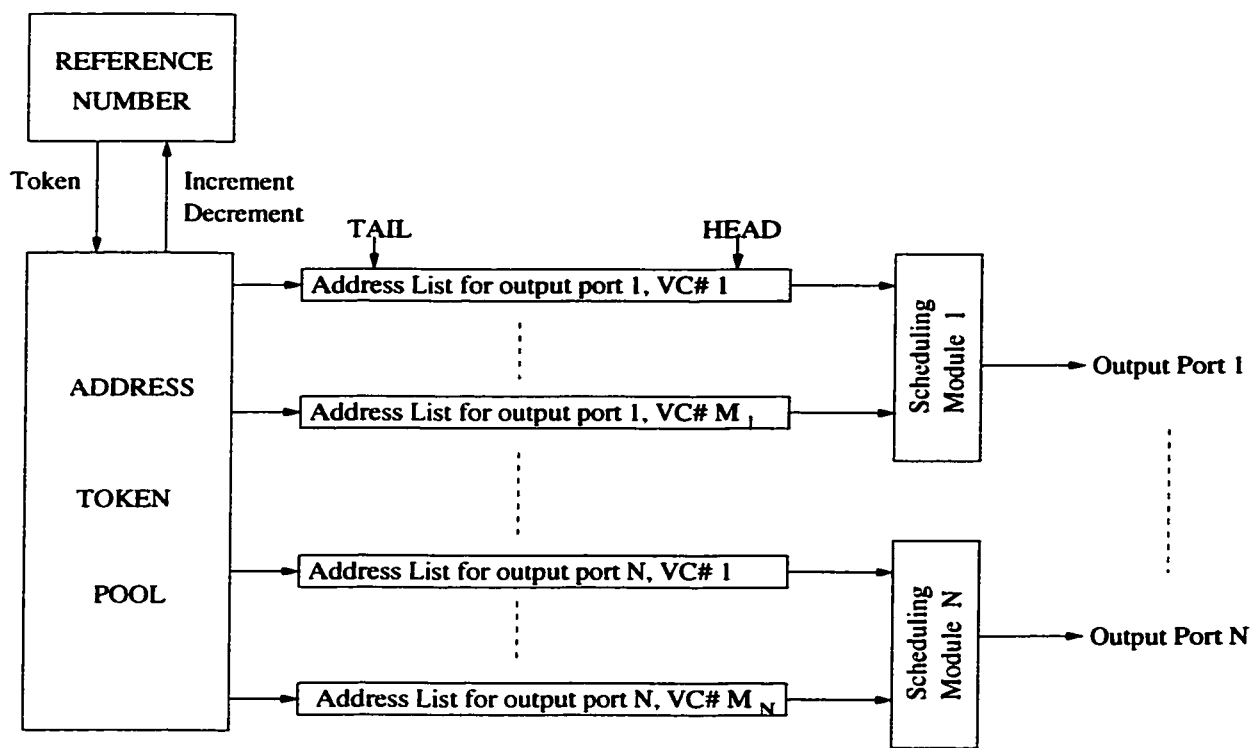 REFERENCE
NUMBER
Token
Increment
Decrement
TAIL
HEAD
Address List for output port 1, VC# 1
Scheduling
Module 1
ADDRESS
Output Port 1
Address List for output port 1, VC# M 1
TOKEN
Address List for output port N, VC# 1
POOL
Scheduling
Module N
Output Port N
Address List for output port N, VC# M N